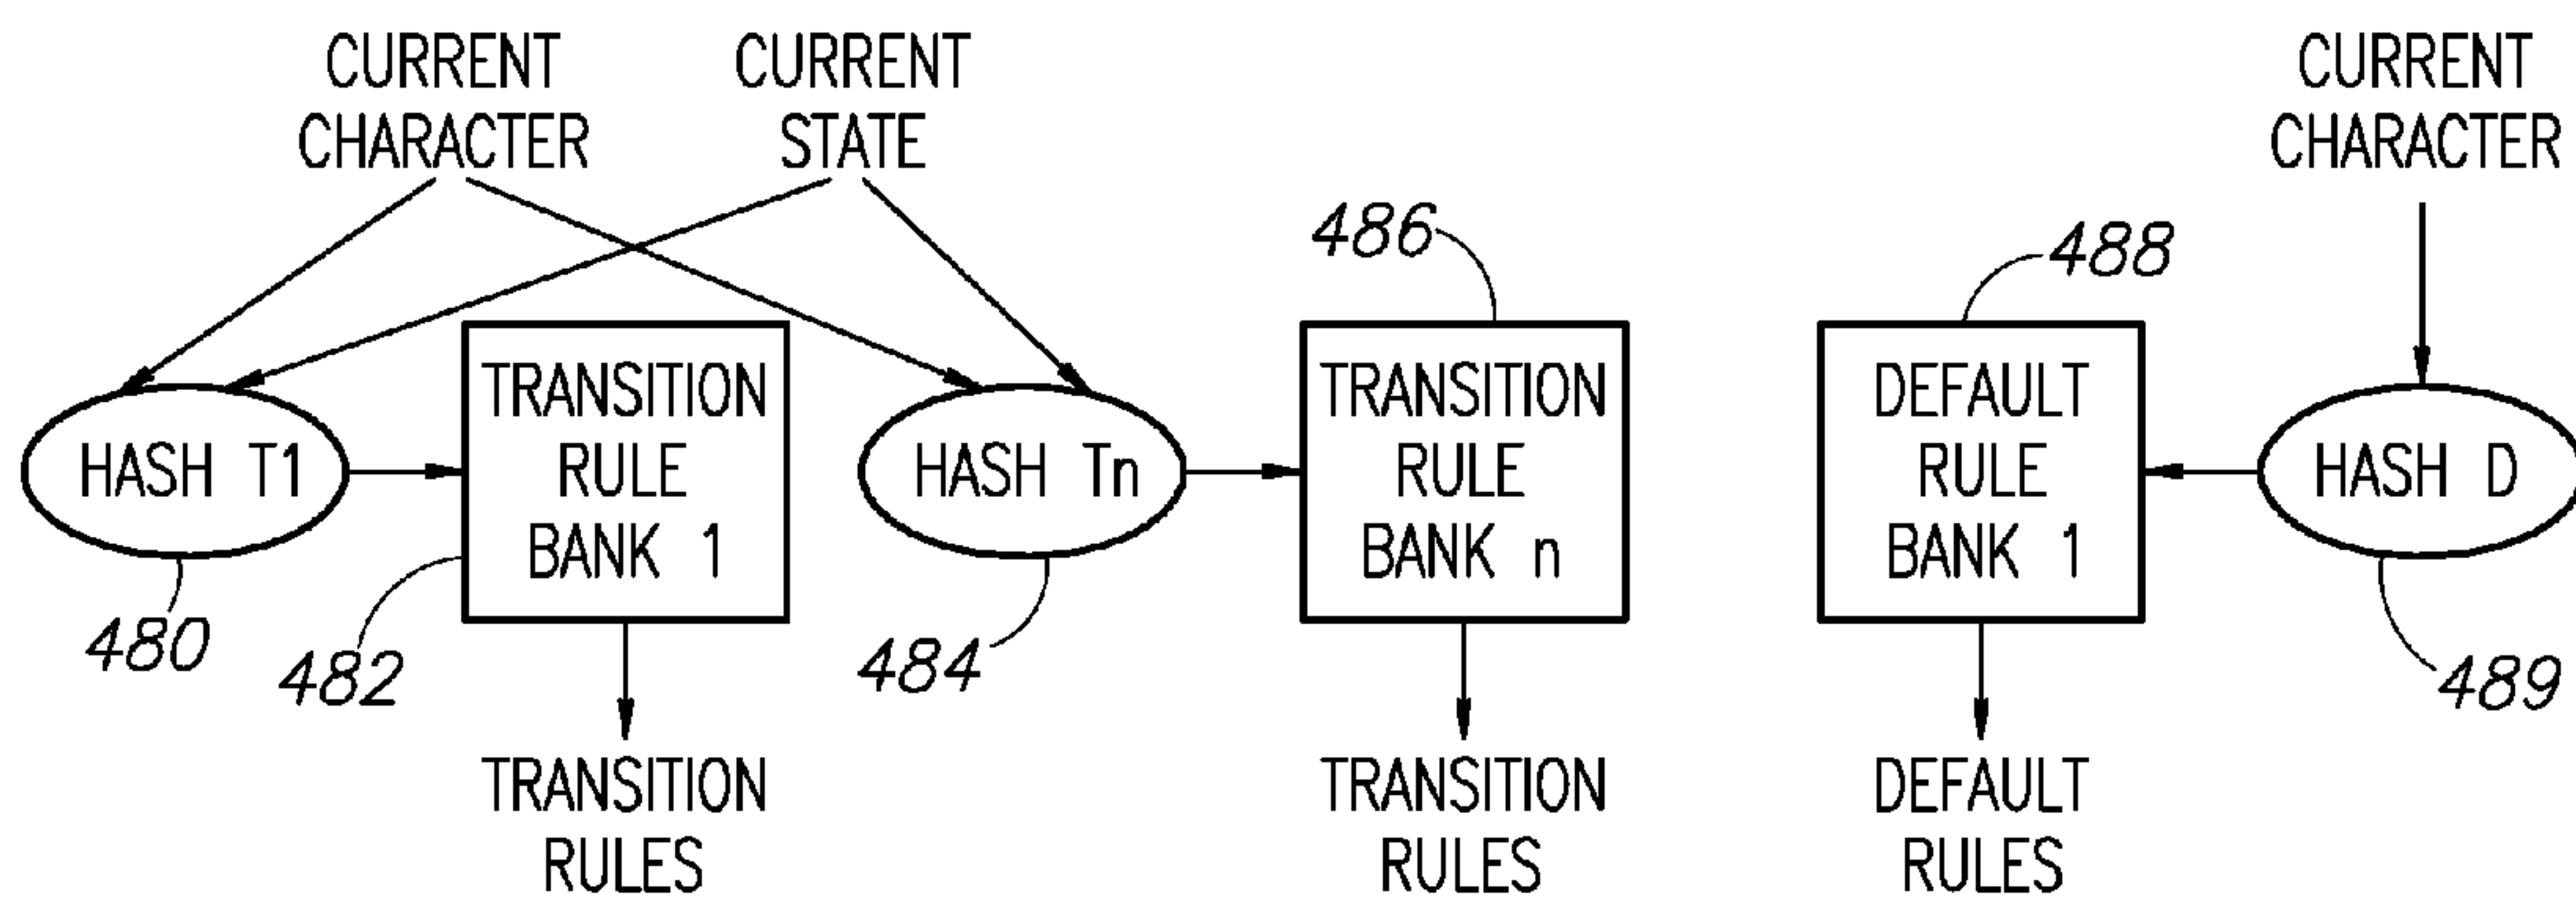 CURRENT
CHARACTER
CURRENT
STATE
CURRENT
CHARACTER
486
488
HASH T1
TRANSITION
RULE
BANK 1
HASH Tn
TRANSITION
RULE
BANK n
DEFAULT
RULE
BANK 1
HASH D
480
482
484
489
TRANSITION
RULES
TRANSITION
RULES
DEFAULT
RULES